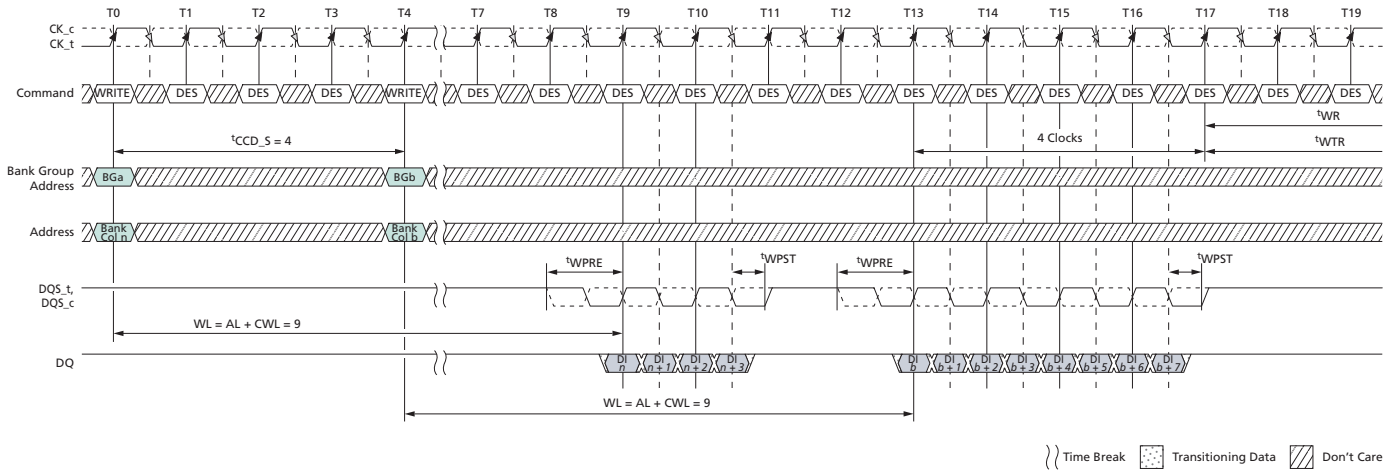 T0 T1 T2 T3 T4 T7 T8 T9 T10 T11 T12 T13 T14 T15 T16 T17 T18 T19
CK_c
CK_t
Command WRITE DES DES DES WRITE DES DES DES DES DES DES DES DES DES DES DES DES DES
tWR
tCCD_S = 4 4 Clocks
tWTR
Bank Group
Address BGa BGb
Address Bank
Col n Bank
Col b
tWPRE tWPST tWPRE tWPST
DQS_t,
DQS_c
WL = AL + CWL = 9
DQ DI
n DI
n + 1 DI
n + 2 DI
n + 3 DI
b DI
b + 1 DI
b + 2 DI
b + 3 DI
b + 4 DI
b + 5 DI
b + 6 DI
b + 7
WL = AL + CWL = 9
Time Break Transitioning Data Don't Care